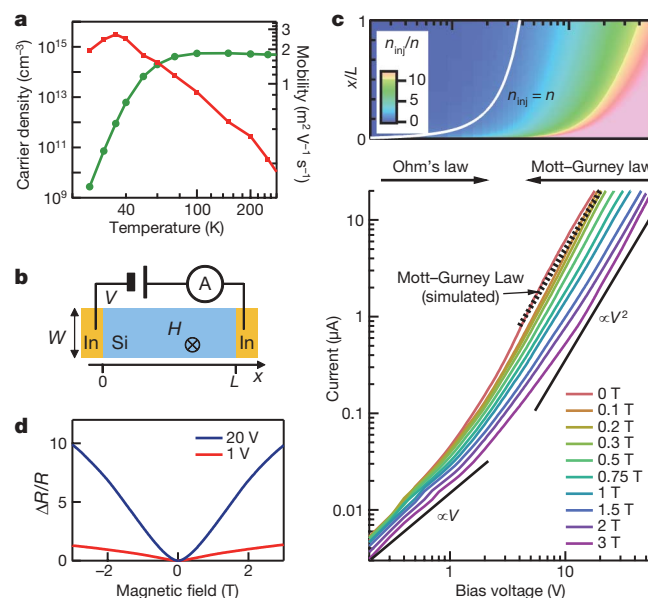 a
Carrier density (cm⁻³)
10¹⁵
10¹³
10¹¹
10⁹
3
2
1
Mobility (m² V⁻¹ s⁻¹)
40
100
200
Temperature (K)
b
V
A
W
In
Si
H
In
0
L
x
d
ΔR/R
10
5
0
20 V
1 V
−2
0
2
Magnetic field (T)
c
x/L
1
0
n_inj/n
10
5
0
n_inj = n
Ohm's law
Mott–Gurney law
Current (μA)
10
1
0.1
0.01
Mott–Gurney Law
(simulated)
∝V²
∝V
0 T
0.1 T
0.2 T
0.3 T
0.5 T
0.75 T
1 T
1.5 T
2 T
3 T
1
10
Bias voltage (V)